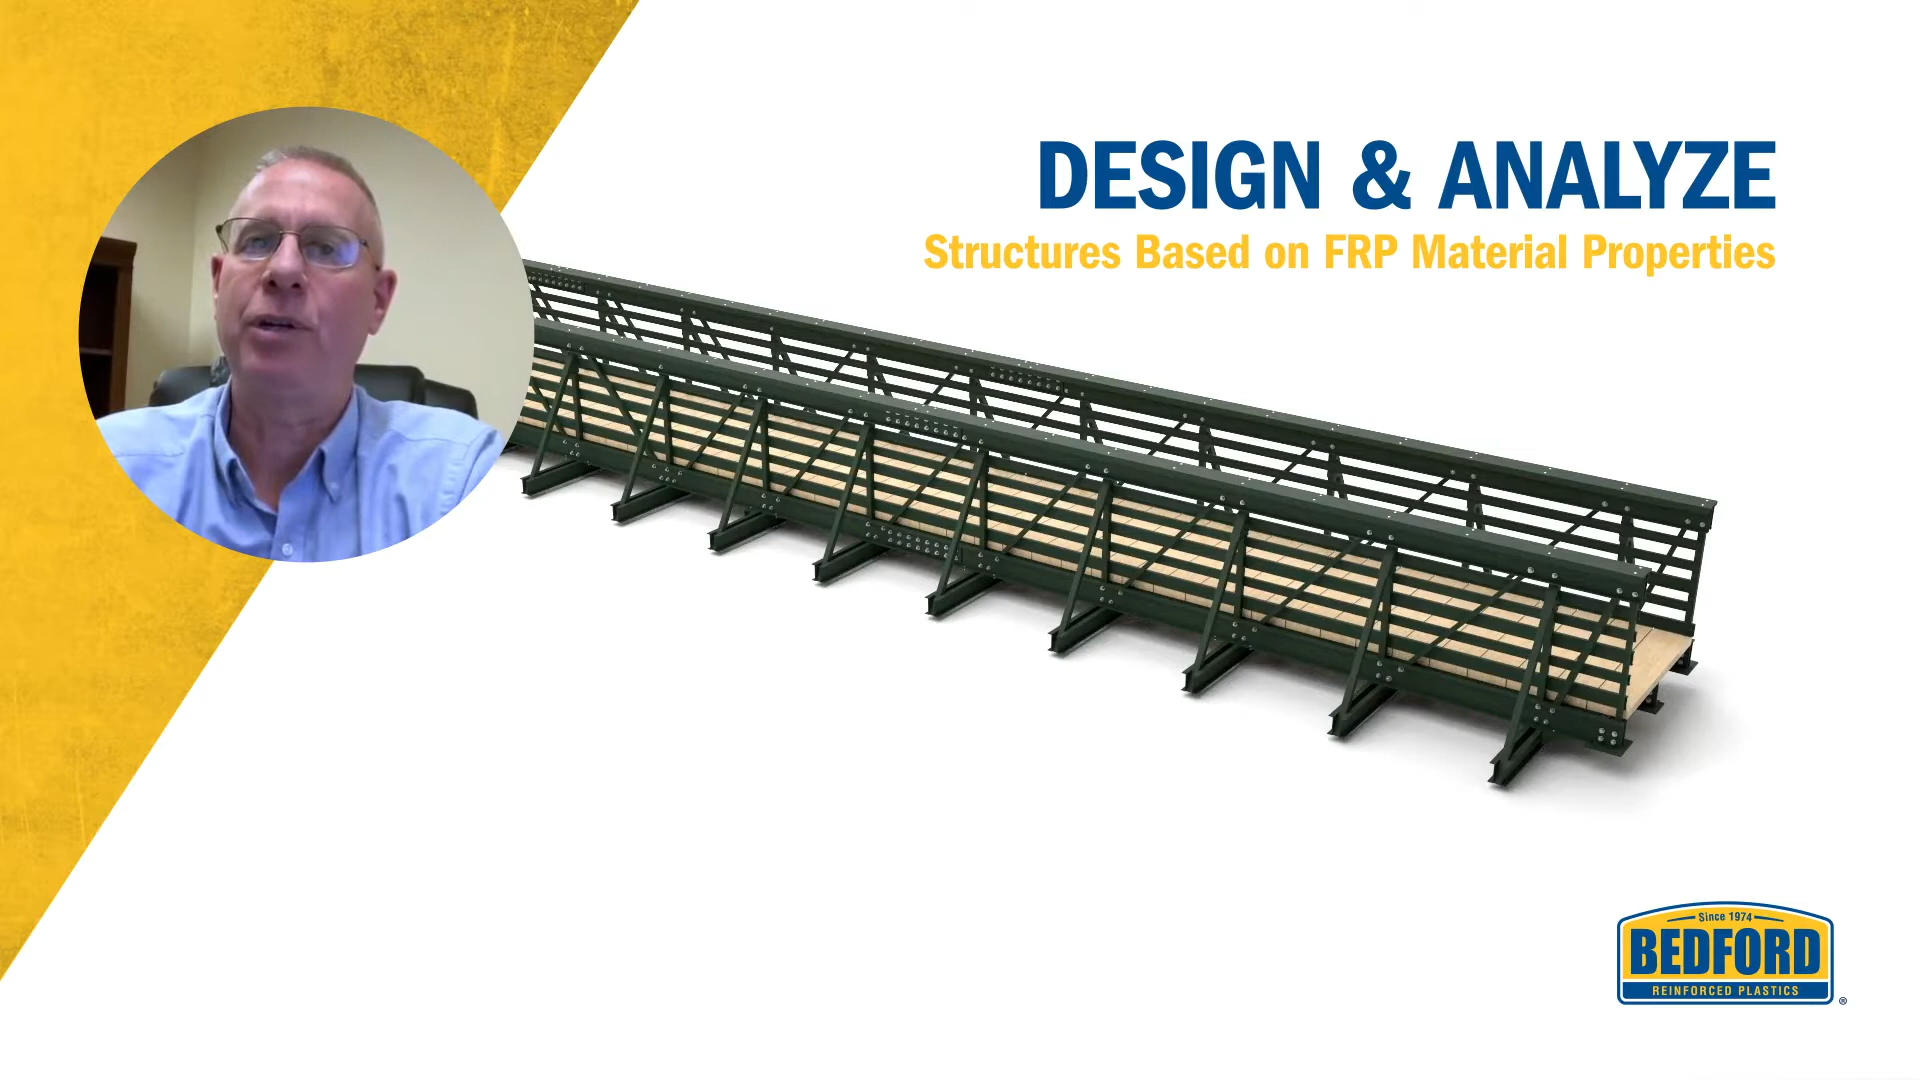 DESIGN & ANALYZE
Structures Based on FRP Material Properties
Since 1974
BEDFORD
REINFORCED PLASTICS
®